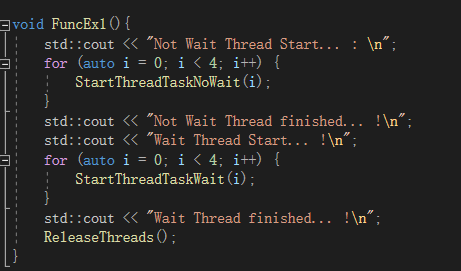 void FuncEx1(){
    std::cout << "Not Wait Thread Start... : \n";
    for (auto i = 0; i < 4; i++) {
        StartThreadTaskNoWait(i);
    }
    std::cout << "Not Wait Thread finished... !\n";
    std::cout << "Wait Thread Start... !\n";
    for (auto i = 0; i < 4; i++) {
        StartThreadTaskWait(i);
    }
    std::cout << "Wait Thread finished... !\n";
    ReleaseThreads();
}